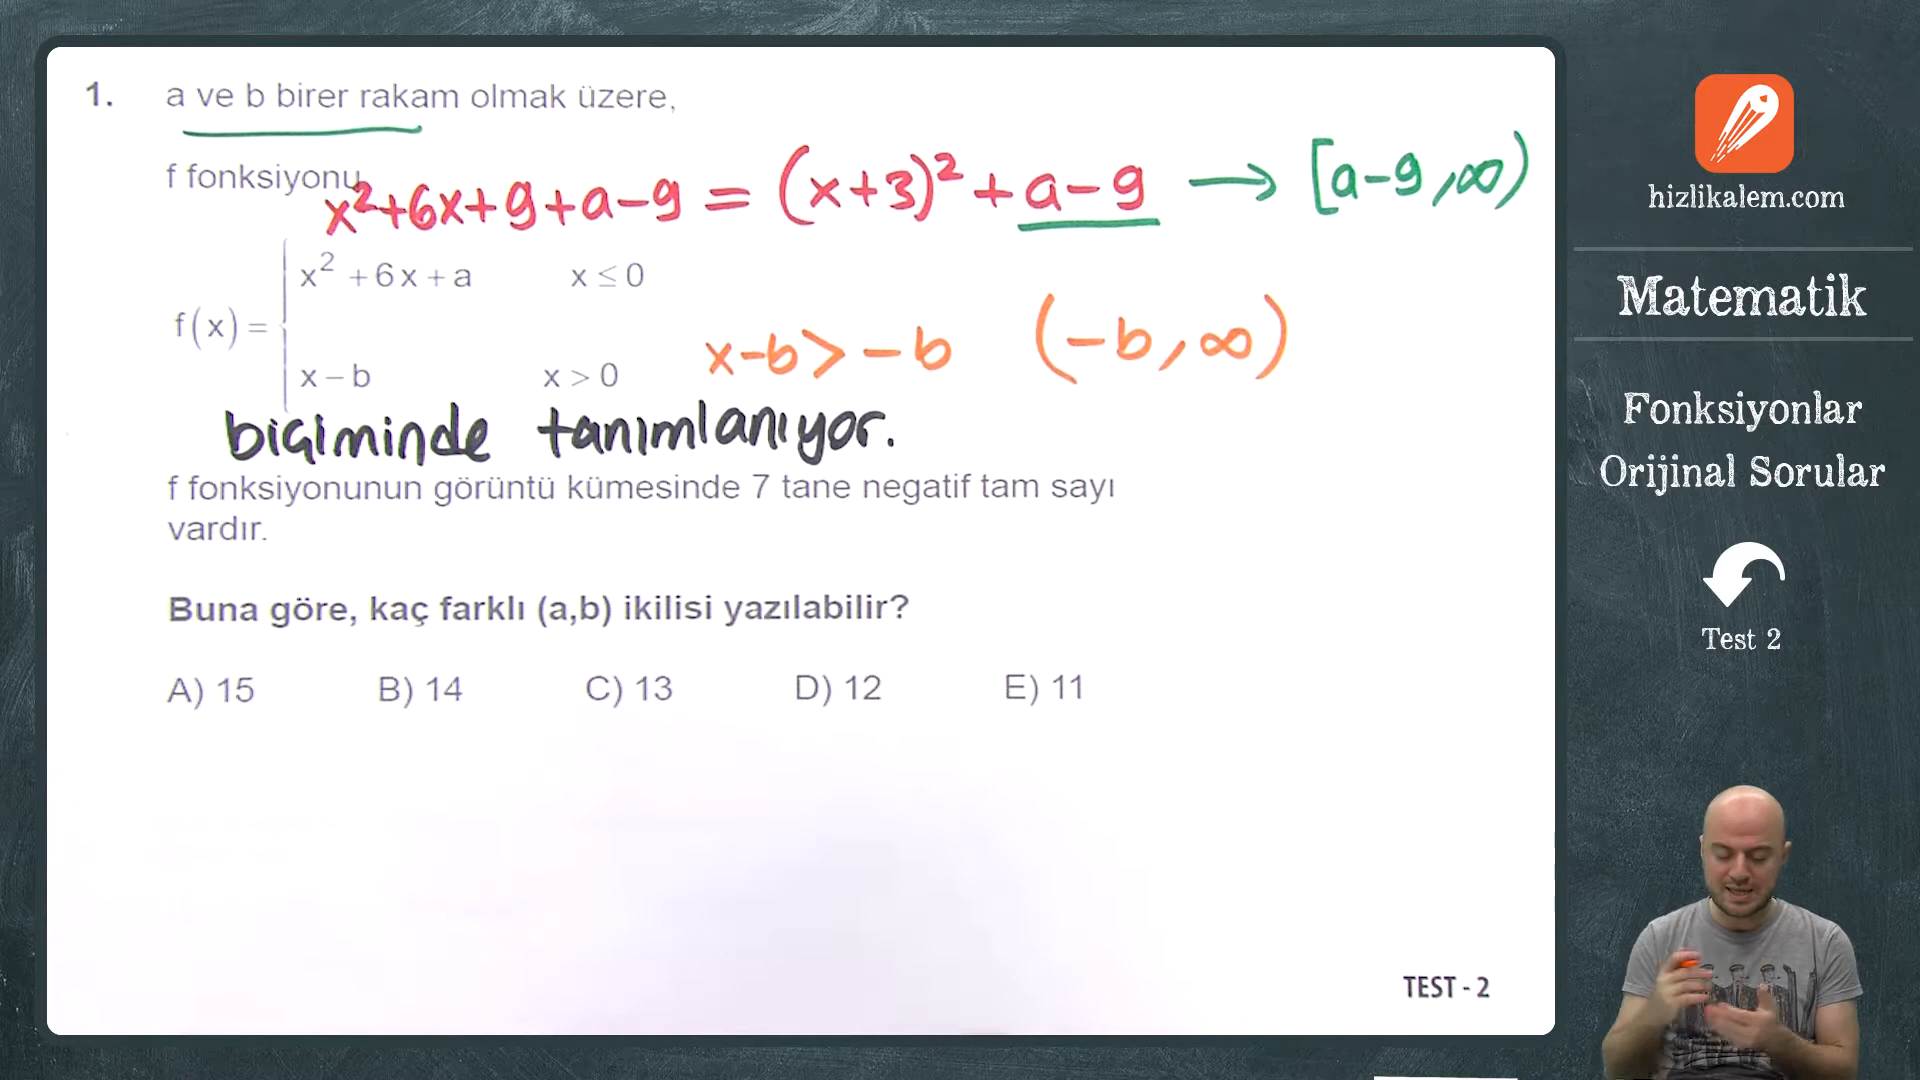 1. a ve b birer rakam olmak üzere,
f fonksiyonu
x²+6x+9+a-9 = (x+3)²+a-9 → [a-9,∞)
f(x) = { x² + 6x + a x ≤ 0
x - b x > 0
x-b > -b (-b, ∞)
biçiminde tanımlanıyor.
f fonksiyonunun görüntü kümesinde 7 tane negatif tam sayı
vardır.
Buna göre, kaç farklı (a,b) ikilisi yazılabilir?
A) 15 B) 14 C) 13 D) 12 E) 11
TEST - 2
hizlikalem.com
Matematik
Fonksiyonlar
Orijinal Sorular
Test 2